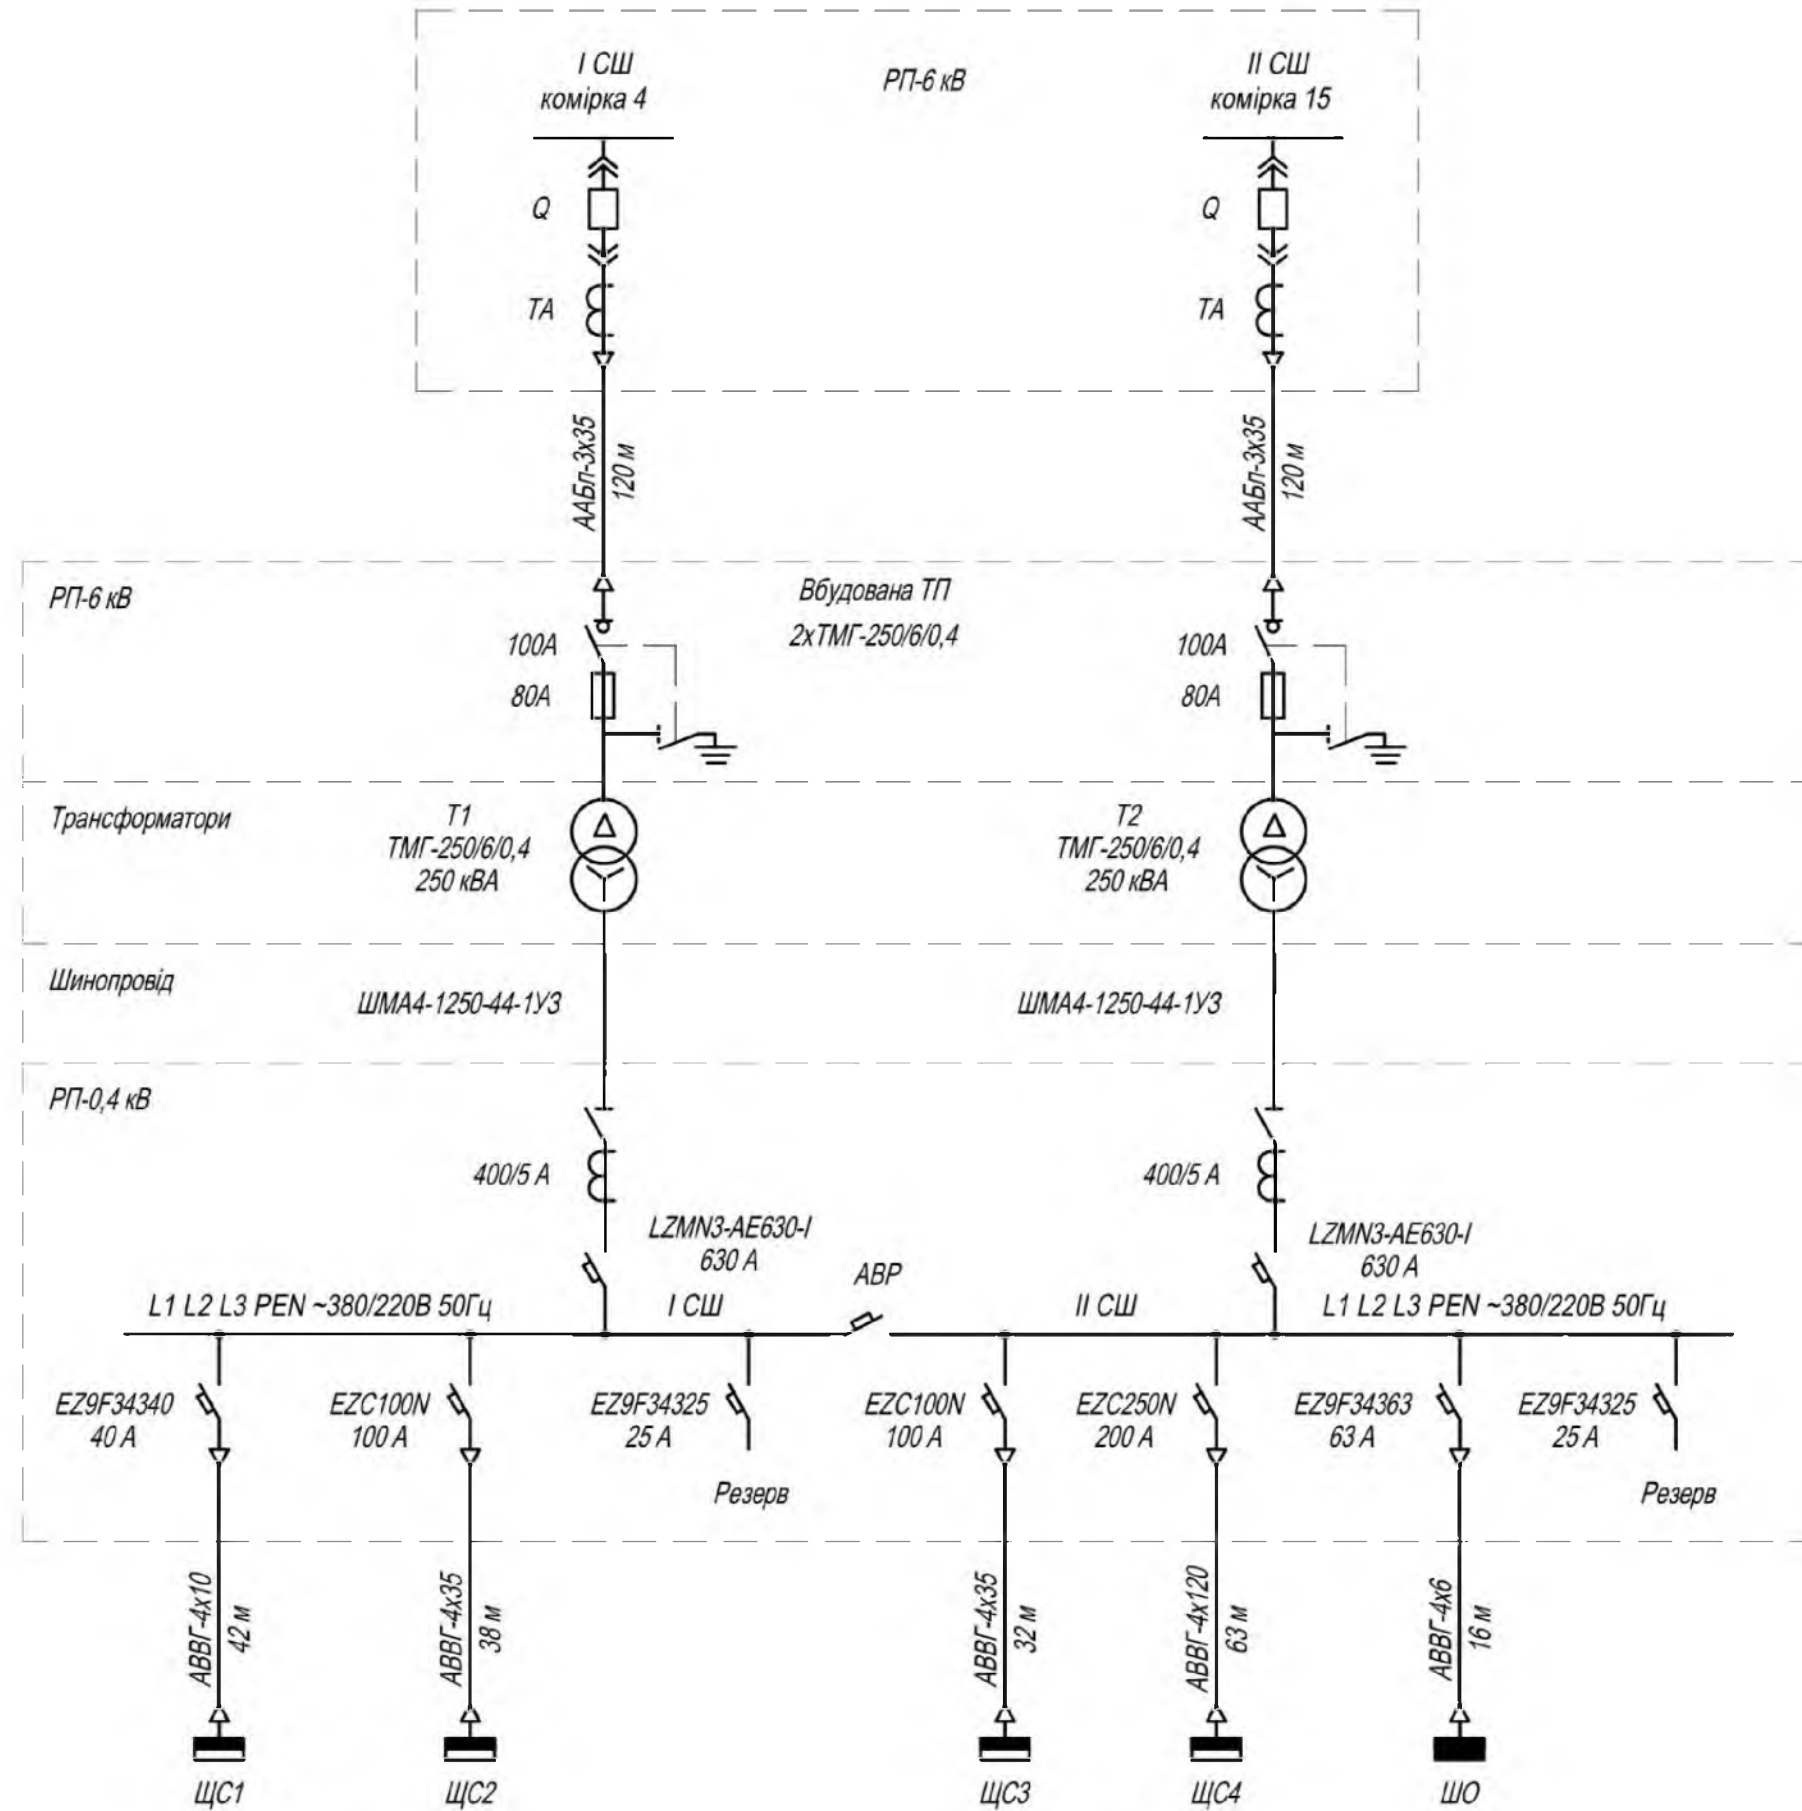 І СШ
комірка 4
РП-6 кВ
ІІ СШ
комірка 15
Q
Q
ТА
ТА
ААБл-3х35
120 м
ААБл-3х35
120 м
РП-6 кВ
Вбудована ТП
2хТМГ-250/6/0,4
100А
80А
100А
80А
Трансформатори
Т1
ТМГ-250/6/0,4
250 кВА
Т2
ТМГ-250/6/0,4
250 кВА
Шинопровід
ШМА4-1250-44-1У3
ШМА4-1250-44-1У3
РП-0,4 кВ
400/5 А
400/5 А
LZMN3-AE630-I
630 А
АВР
LZMN3-AE630-I
630 А
L1 L2 L3 PEN ~380/220В 50Гц
І СШ
ІІ СШ
L1 L2 L3 PEN ~380/220В 50Гц
EZ9F34340
40 А
EZC100N
100 А
EZ9F34325
25 А
EZC100N
100 А
EZC250N
200 А
EZ9F34363
63 А
EZ9F34325
25 А
Резерв
Резерв
АВВГ-4х10
42 м
АВВГ-4х35
38 м
АВВГ-4х35
32 м
АВВГ-4х120
63 м
АВВГ-4х6
16 м
ЩС1
ЩС2
ЩС3
ЩС4
ШО